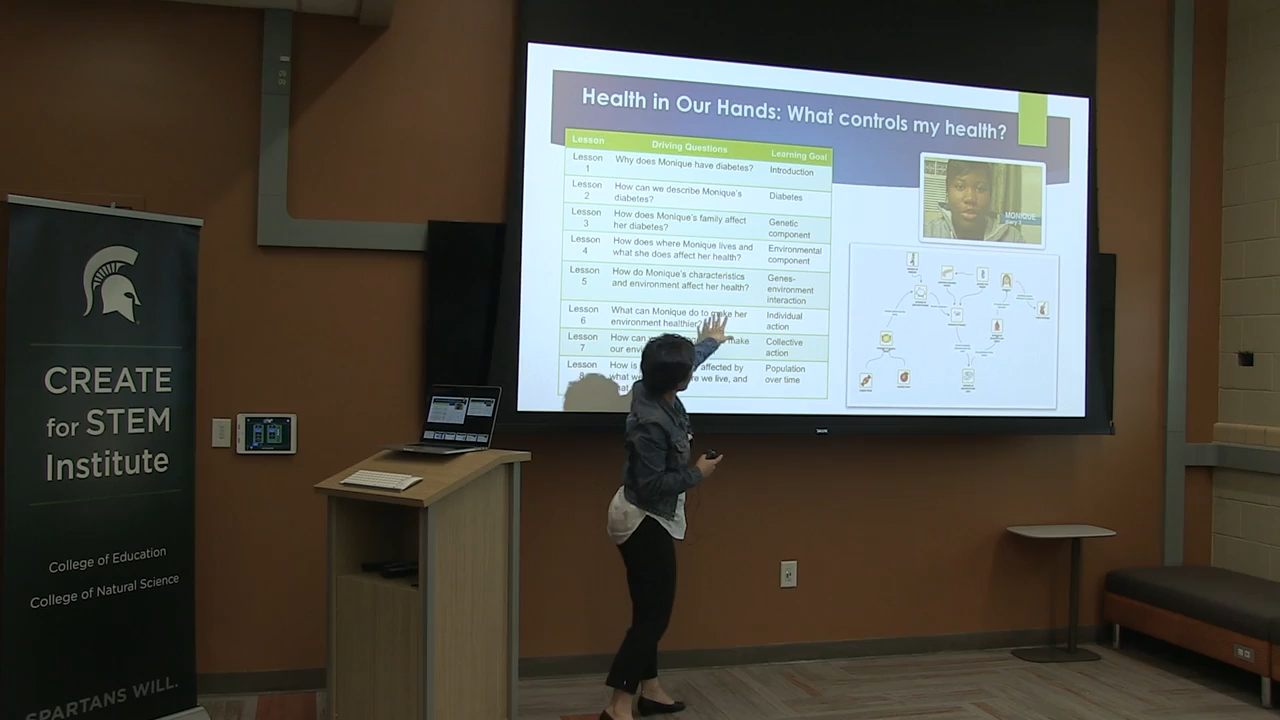 Health in Our Hands: What controls my health?
Lesson Driving Questions Learning Goal
Lesson 1 Why does Monique have diabetes? Introduction
Lesson 2 How can we describe Monique's diabetes? Diabetes
Lesson 3 How does Monique's family affect her diabetes? Genetic component
Lesson 4 How does where Monique lives and what she does affect her health? Environmental component
Lesson 5 How do Monique's characteristics and environment affect her health? Genes-environment interaction
Lesson 6 What can Monique do to make her environment healthier? Individual action
Lesson 7 How can make our Collective action
Lesson How is affected by what we live, and Population over time
MONIQUE
CREATE
for STEM
Institute
College of Education
College of Natural Science
SPARTANS WILL.